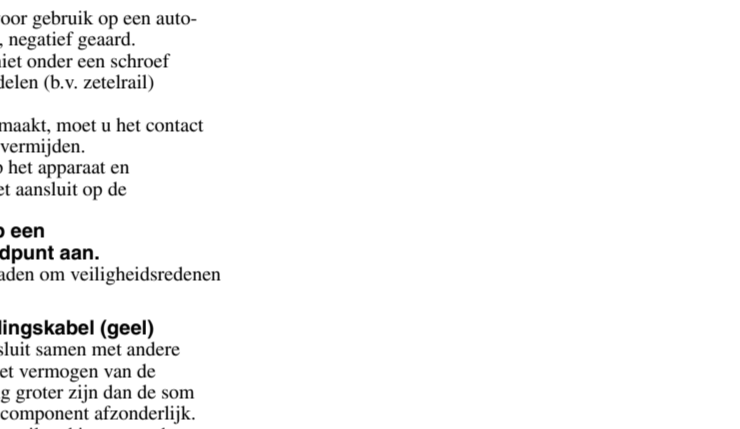 oor gebruik op een auto-
, negatief geaard.
niet onder een schroef
delen (b.v. zetelrail)
maakt, moet u het contact
vermijden.
het apparaat en
et aansluit op de
een
dpunt aan.
aden om veiligheidsredenen
lingskabel (geel)
sluit samen met andere
et vermogen van de
g groter zijn dan de som
component afzonderlijk.